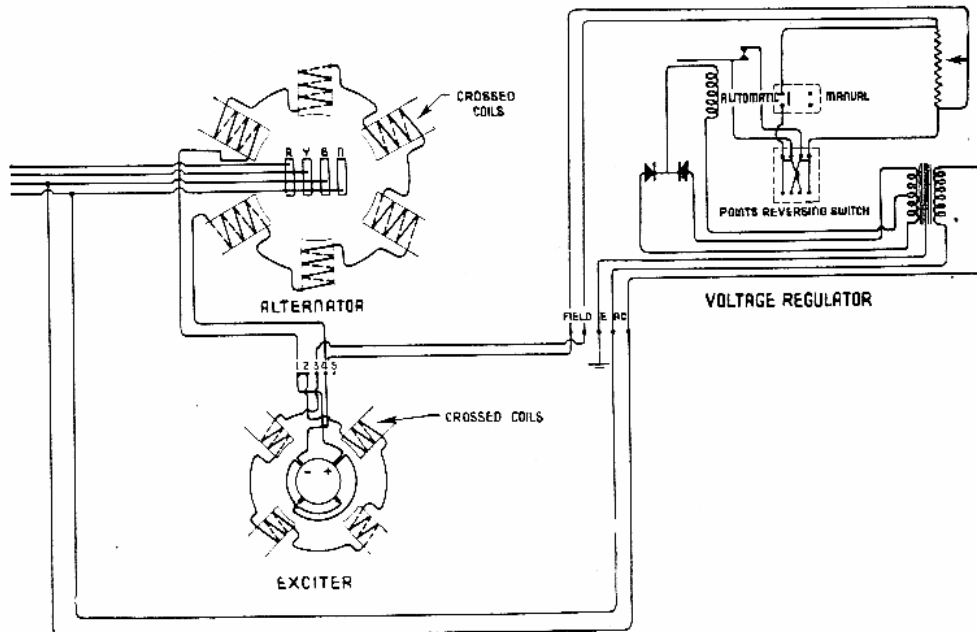 CROSSED
COILS
AUTOMATIC
MANUAL
R Y B N
POINTS REVERSING SWITCH
ALTERNATOR
VOLTAGE REGULATOR
FIELD E AC
1 2 3 4 5
CROSSED COILS
- +
EXCITER